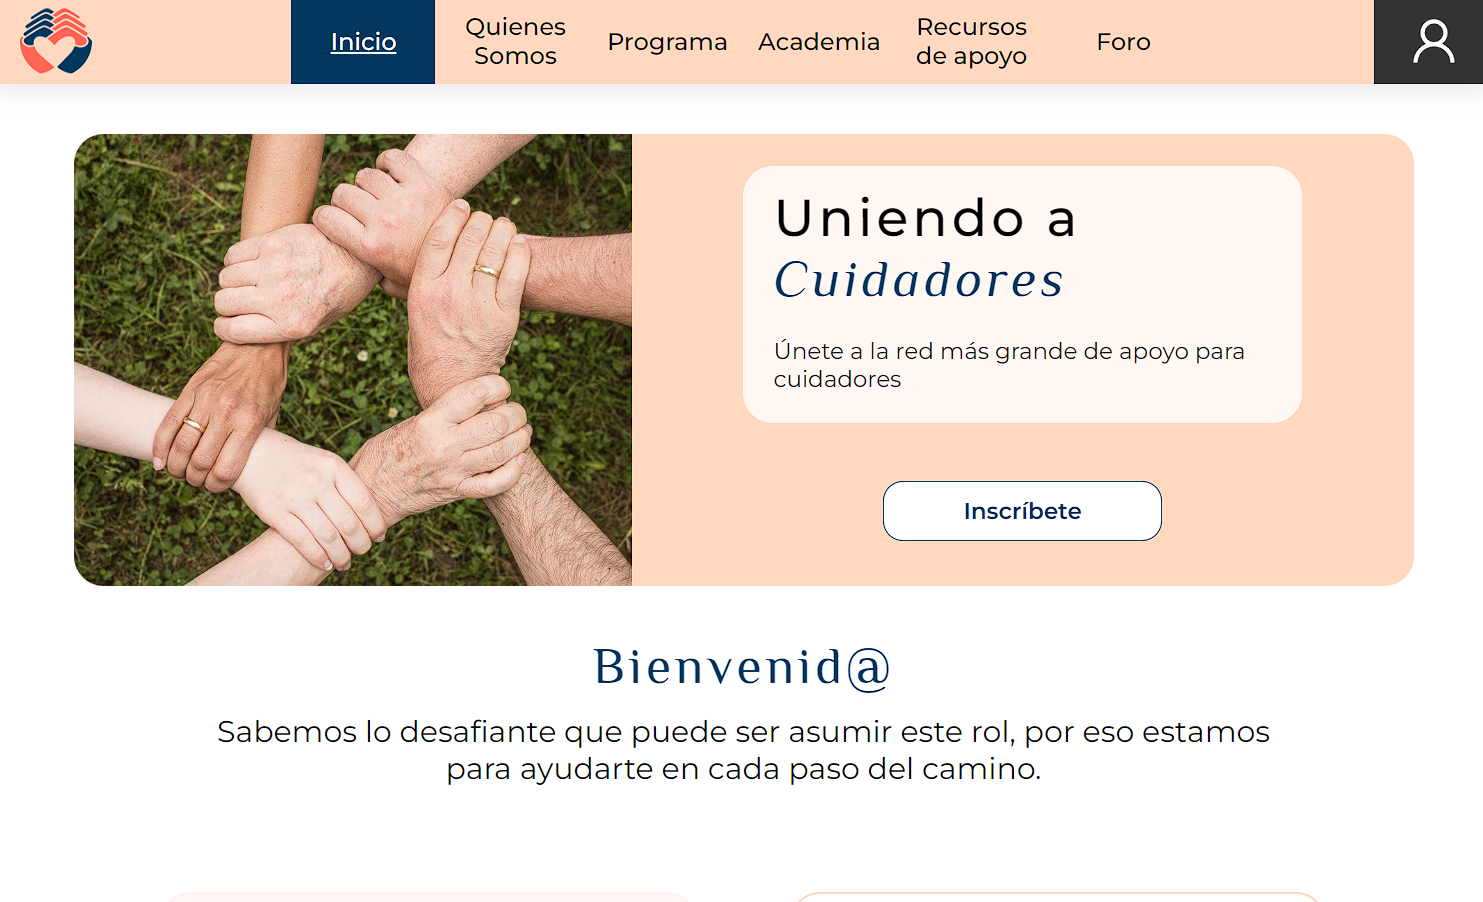 Inicio
Quienes
Somos
Programa
Academia
Recursos
de apoyo
Foro
Uniendo a
Cuidadores
Únete a la red más grande de apoyo para
cuidadores
Inscríbete
Bienvenid@
Sabemos lo desafiante que puede ser asumir este rol, por eso estamos
para ayudarte en cada paso del camino.